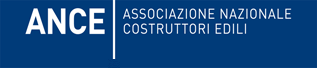 ANCE
ASSOCIAZIONE NAZIONALE
COSTRUTTORI EDILI